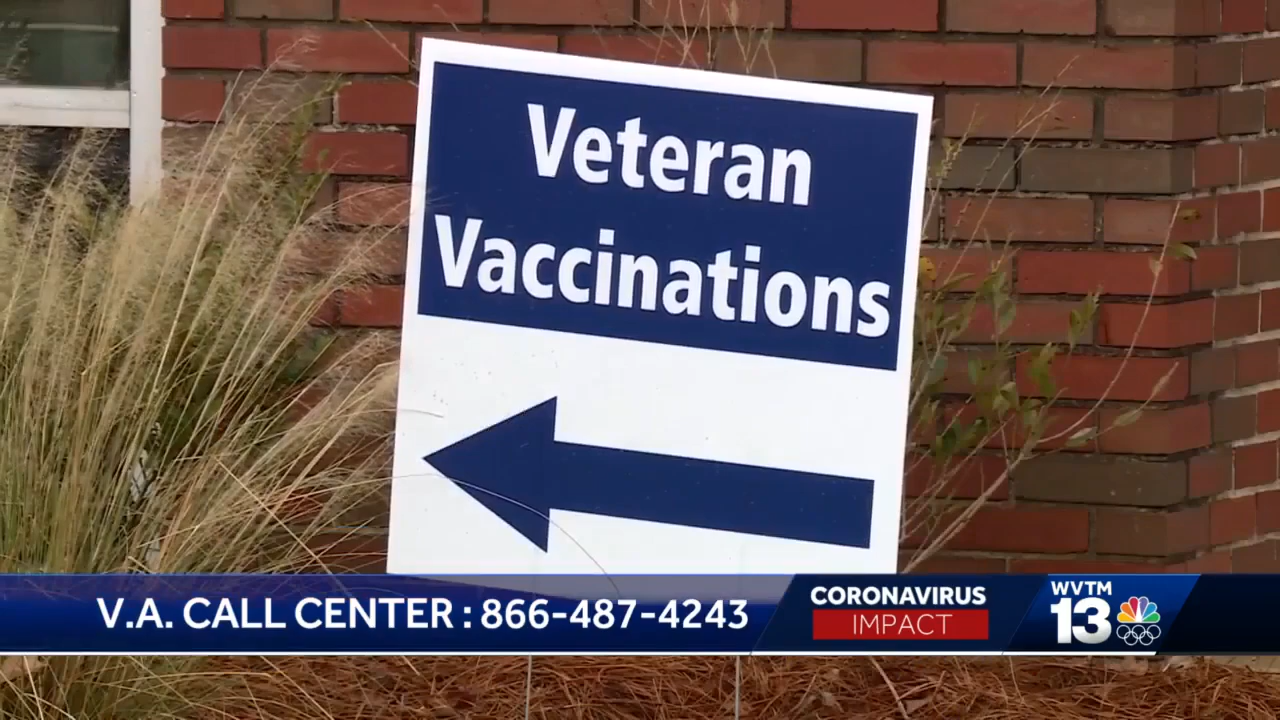 Veteran
Vaccinations
V.A. CALL CENTER : 866-487-4243
CORONAVIRUS
IMPACT
WVTM
13